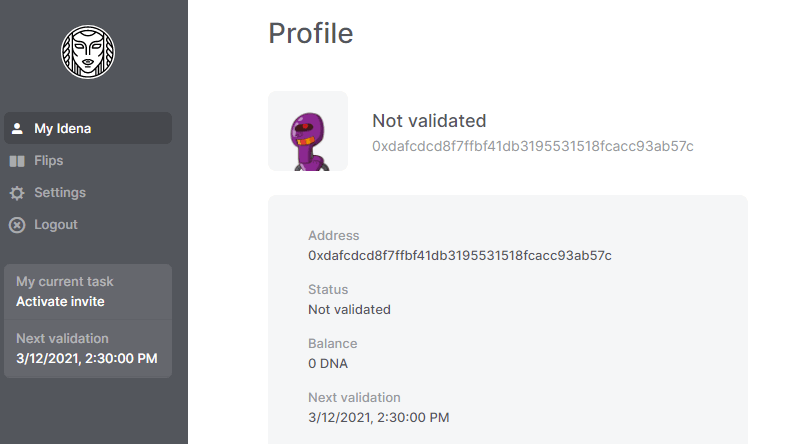 Profile
My Idena
Flips
Settings
Logout
My current task
Activate invite
Next validation
3/12/2021, 2:30:00 PM
Not validated
0xdafcdcd8f7ffbf41db3195531518fcacc93ab57c
Address
0xdafcdcd8f7ffbf41db3195531518fcacc93ab57c
Status
Not validated
Balance
0 DNA
Next validation
3/12/2021, 2:30:00 PM